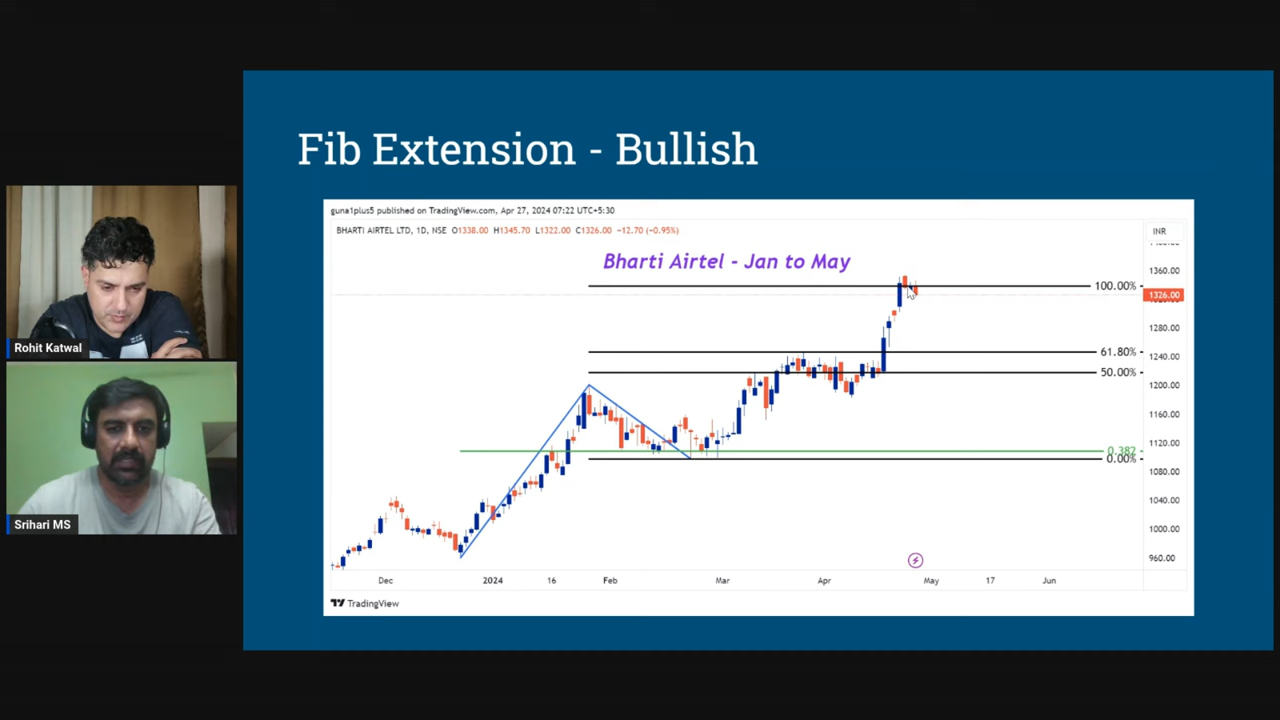 Fib Extension - Bullish
guna1plus5 published on TradingView.com, Apr 27, 2024 07:22 UTC+5:30
BHARTI AIRTEL LTD, 1D, NSE O1338.00 H1345.70 L1322.00 C1326.00 −12.70 (−0.95%)
INR
Bharti Airtel - Jan to May
1360.00
100.00%
1326.00
1280.00
61.80%
1240.00
50.00%
1200.00
1160.00
1120.00
0.382
0.00%
1080.00
1040.00
1000.00
960.00
Dec 2024 16 Feb Mar Apr May 17 Jun
TradingView
Rohit Katwal
Srihari MS